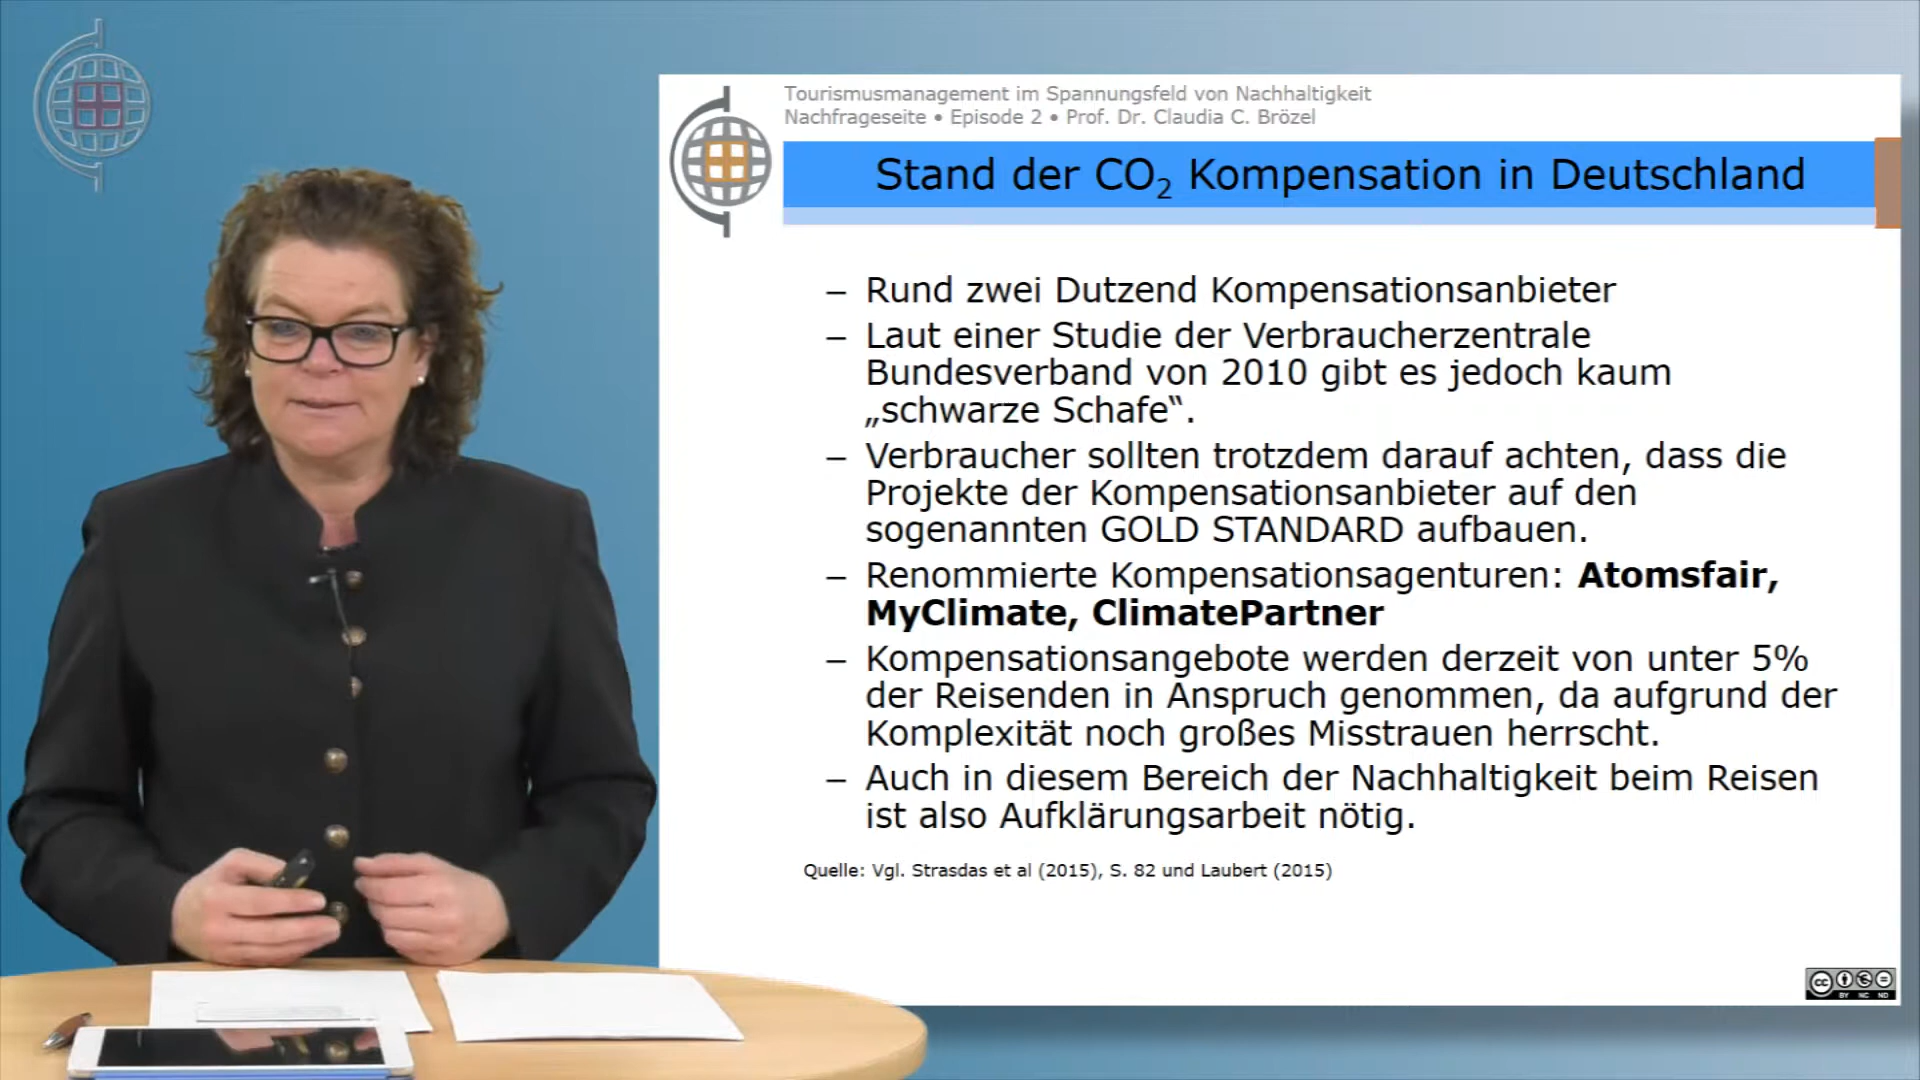 Tourismusmanagement im Spannungsfeld von Nachhaltigkeit
Nachfrageseite • Episode 2 • Prof. Dr. Claudia C. Brözel
Stand der CO₂ Kompensation in Deutschland
– Rund zwei Dutzend Kompensationsanbieter
– Laut einer Studie der Verbraucherzentrale
Bundesverband von 2010 gibt es jedoch kaum
„schwarze Schafe“.
– Verbraucher sollten trotzdem darauf achten, dass die
Projekte der Kompensationsanbieter auf den
sogenannten GOLD STANDARD aufbauen.
– Renommierte Kompensationsagenturen: Atomsfair,
MyClimate, ClimatePartner
– Kompensationsangebote werden derzeit von unter 5%
der Reisenden in Anspruch genommen, da aufgrund der
Komplexität noch großes Misstrauen herrscht.
– Auch in diesem Bereich der Nachhaltigkeit beim Reisen
ist also Aufklärungsarbeit nötig.
Quelle: Vgl. Strasdas et al (2015), S. 82 und Laubert (2015)
cc
BY NC ND